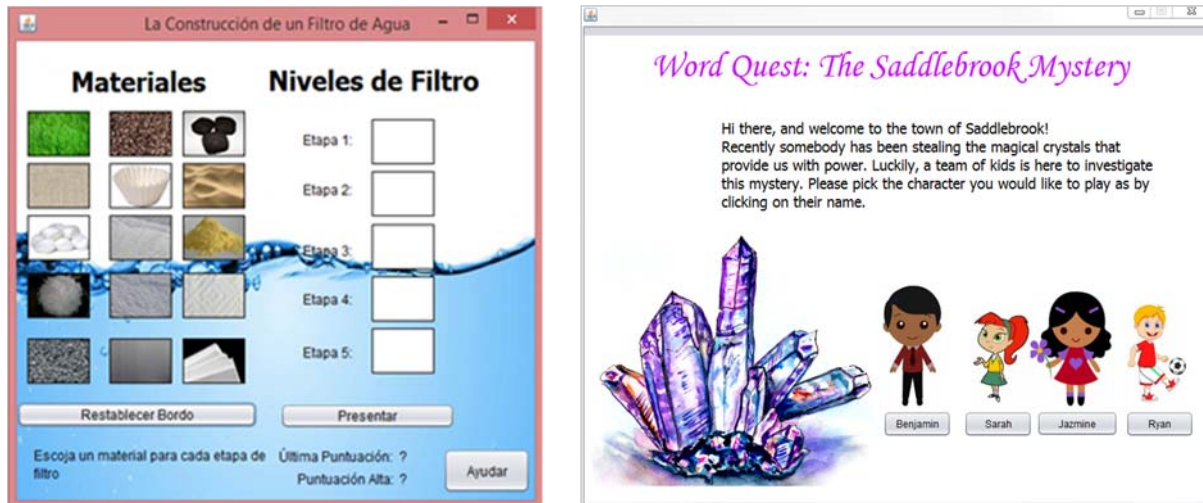 La Construcción de un Filtro de Agua
Materiales
Niveles de Filtro
Etapa 1:
Etapa 2:
Etapa 3:
Etapa 4:
Etapa 5:
Restablecer Bordo
Presentar
Escoja un material para cada etapa de
filtro
Última Puntuación: ?
Puntuación Alta: ?
Ayudar
Word Quest: The Saddlebrook Mystery
Hi there, and welcome to the town of Saddlebrook!
Recently somebody has been stealing the magical crystals that
provide us with power. Luckily, a team of kids is here to investigate
this mystery. Please pick the character you would like to play as by
clicking on their name.
Benjamin
Sarah
Jazmine
Ryan